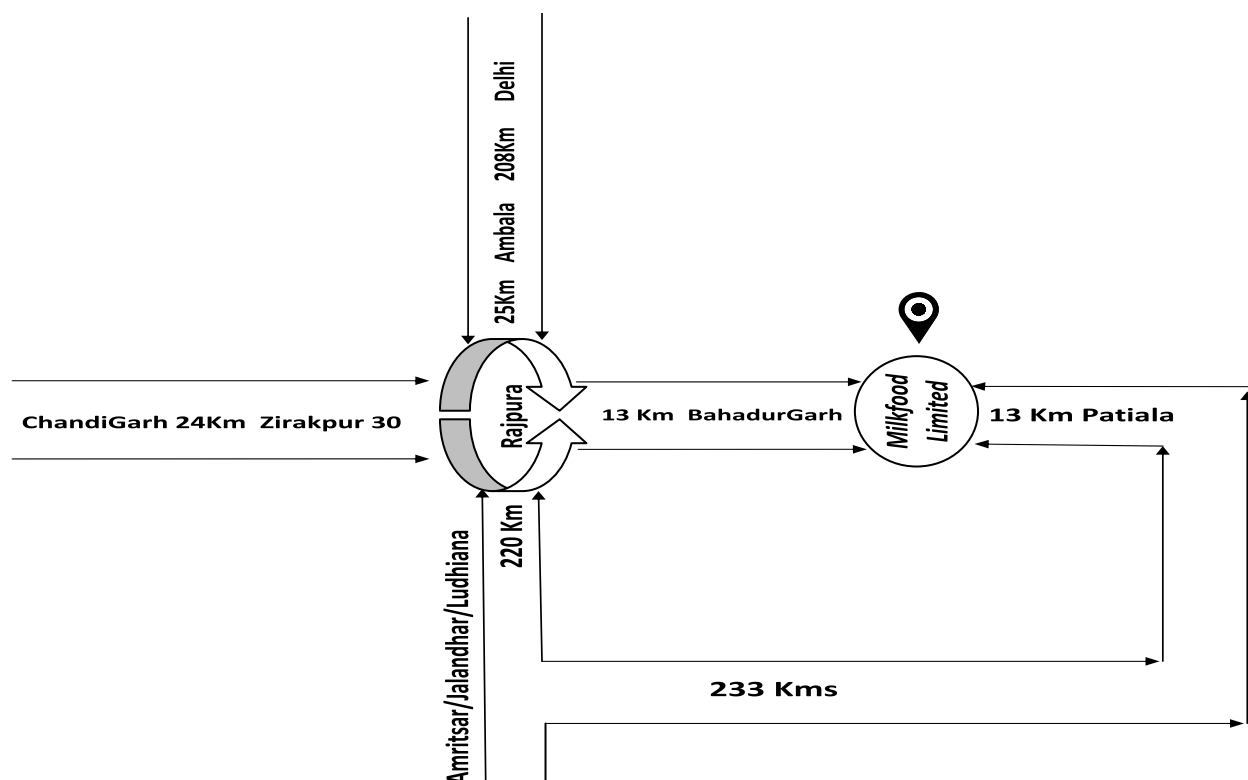 25Km Ambala 208Km Delhi
ChandiGarh 24Km Zirakpur 30
Rajpura
13 Km BahadurGarh
Milkfood
Limited
13 Km Patiala
220 Km
Amritsar/Jalandhar/Ludhiana
233 Kms